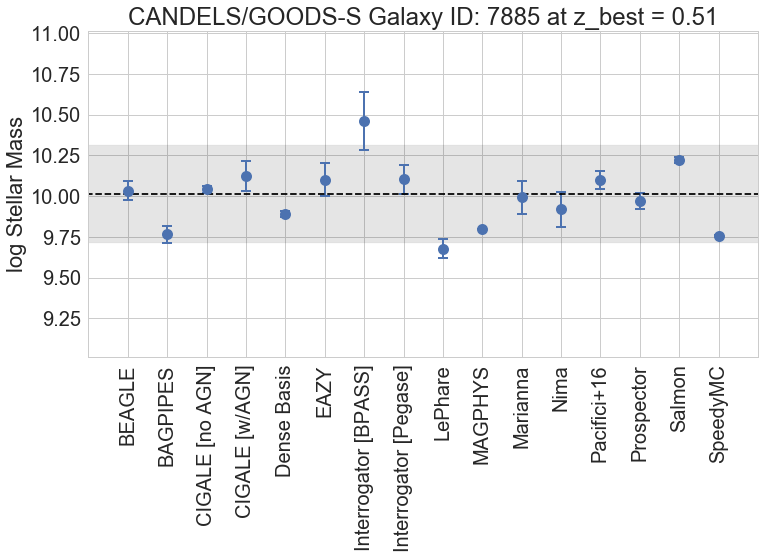 CANDELS/GOODS-S Galaxy ID: 7885 at z_best = 0.51
log Stellar Mass
11.00
10.75
10.50
10.25
10.00
9.75
9.50
9.25
BEAGLE
BAGPIPES
CIGALE [no AGN]
CIGALE [w/AGN]
Dense Basis
EAZY
Interrogator [BPASS]
Interrogator [Pegase]
LePhare
MAGPHYS
Marianna
Nima
Pacifici+16
Prospector
Salmon
SpeedyMC